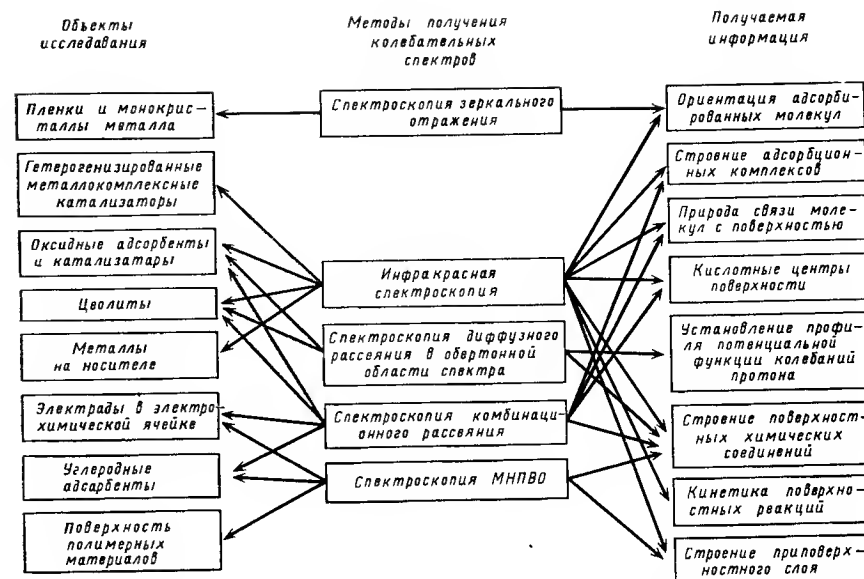 Объекты
исследавания
Методы получения
колебательных
спектров
Получаемая
информация
Пленки и монокрис-
таллы металла
Гетерогенизированные
металлокомплексные
катализаторы
Оксидные адсорбенты
и катализатары
Цволиты
Металлы
на носителе
Электрады в электро-
химической ячейке
Углеродные
адсарбенты
Поверхность
полимерных
материалов
Спектроскопия зеркального
отражения
Инфракрасная
спектроскопия
Спектроскопия диффузного
рассеяния в обертонной
области спектра
Спектроскопия комбинаци-
онного рассвяния
Спектроскопия МНПВО
Ориентация адсорби-
рованных молекул
Стровние адсорбцион-
ных комплексов
Природа связи моле-
кул с поверхностью
Кислотные центры
поверхности
Установление профи-
ля потенциальной
функции колебаний
протона
Строение поверхност-
ных химических
соединений
Кинетика поверхно-
стных реакций
Строение приповерх-
ностного слоя